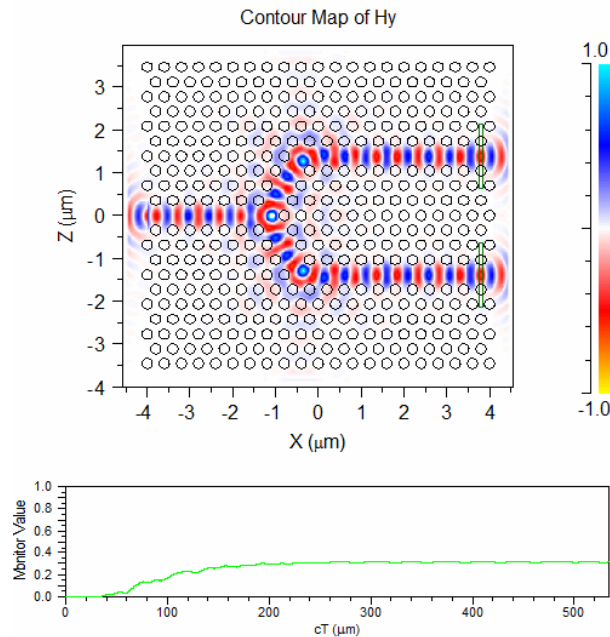 Contour Map of Hy
1.0
3
2
1
0
-1
-2
-3
-4
Z (μm)
-4 -3 -2 -1 0 1 2 3 4
X (μm)
-1.0
1.0
0.8
0.6
0.4
0.2
0.0
Monitor Value
0 100 200 300 400 500
cT (μm)